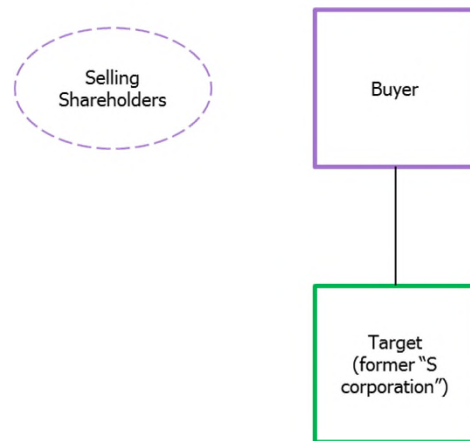 Selling
Shareholders
Buyer
Target
(former “S
corporation”)